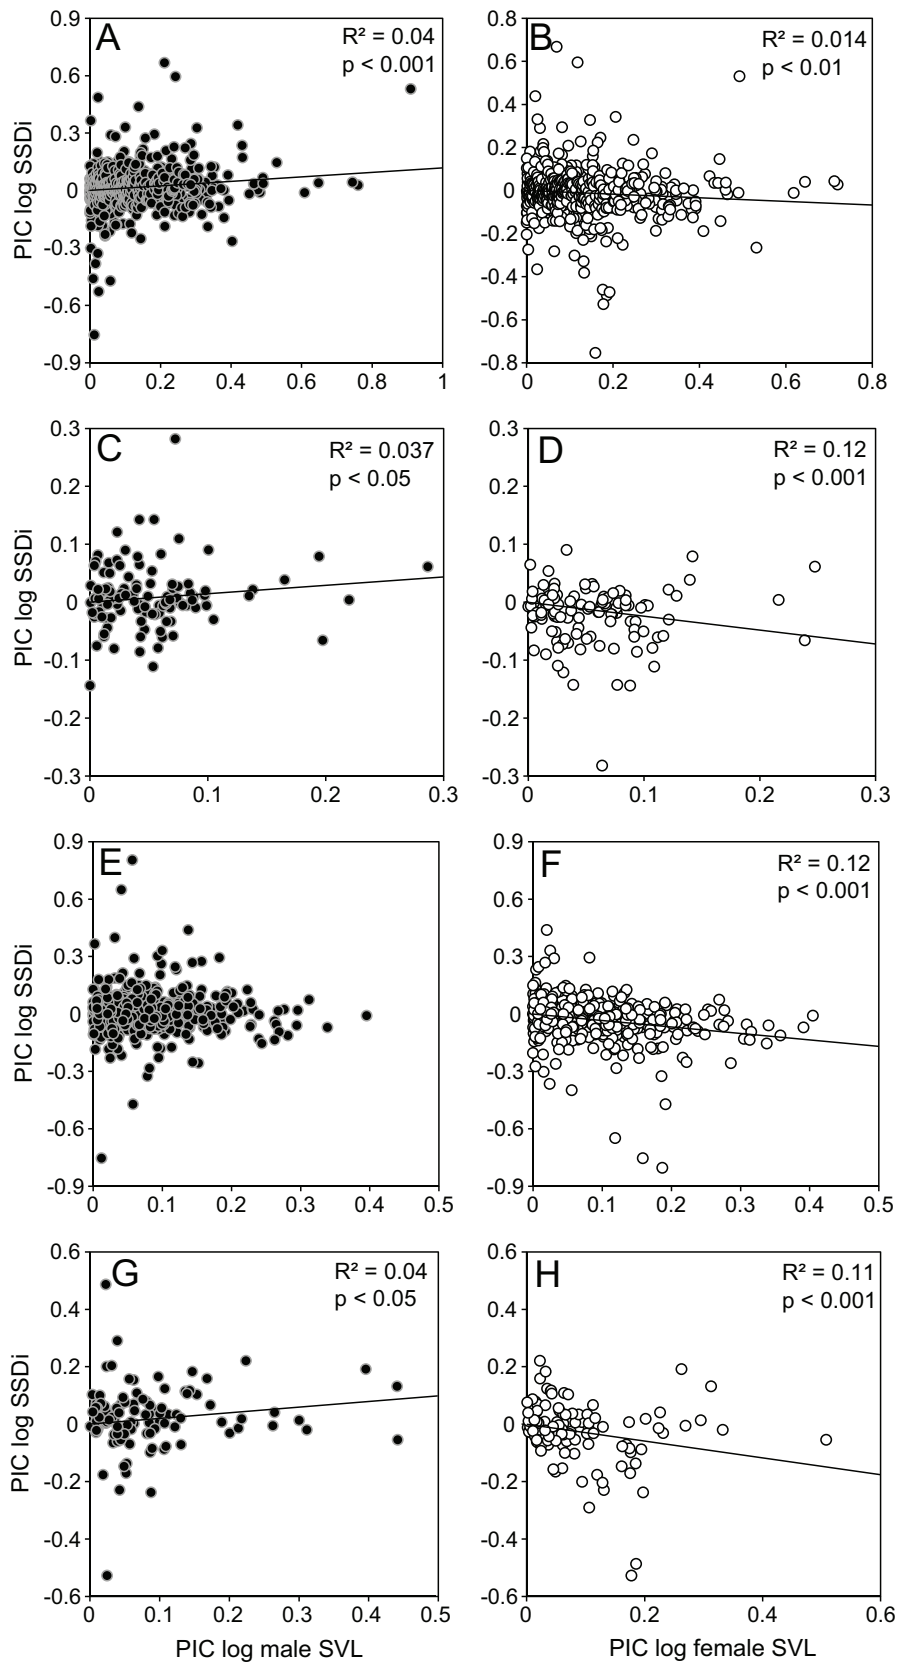 A
R² = 0.04
p < 0.001
PIC log SSDi
0.9
0.6
0.3
0
-0.3
-0.6
-0.9
0 0.2 0.4 0.6 0.8 1
B
R² = 0.014
p < 0.01
0.8
0.6
0.4
0.2
0
-0.2
-0.4
-0.6
-0.8
0 0.2 0.4 0.6 0.8
C
R² = 0.037
p < 0.05
PIC log SSDi
0.3
0.2
0.1
0
-0.1
-0.2
-0.3
0 0.1 0.2 0.3
D
R² = 0.12
p < 0.001
0.3
0.2
0.1
0
-0.1
-0.2
-0.3
0 0.1 0.2 0.3
E
PIC log SSDi
0.9
0.6
0.3
0
-0.3
-0.6
-0.9
0 0.1 0.2 0.3 0.4 0.5
F
R² = 0.12
p < 0.001
0.9
0.6
0.3
0
-0.3
-0.6
-0.9
0 0.1 0.2 0.3 0.4 0.5
G
R² = 0.04
p < 0.05
PIC log SSDi
0.6
0.4
0.2
0
-0.2
-0.4
-0.6
0 0.1 0.2 0.3 0.4 0.5
PIC log male SVL
H
R² = 0.11
p < 0.001
0.6
0.4
0.2
0
-0.2
-0.4
-0.6
0 0.2 0.4 0.6
PIC log female SVL